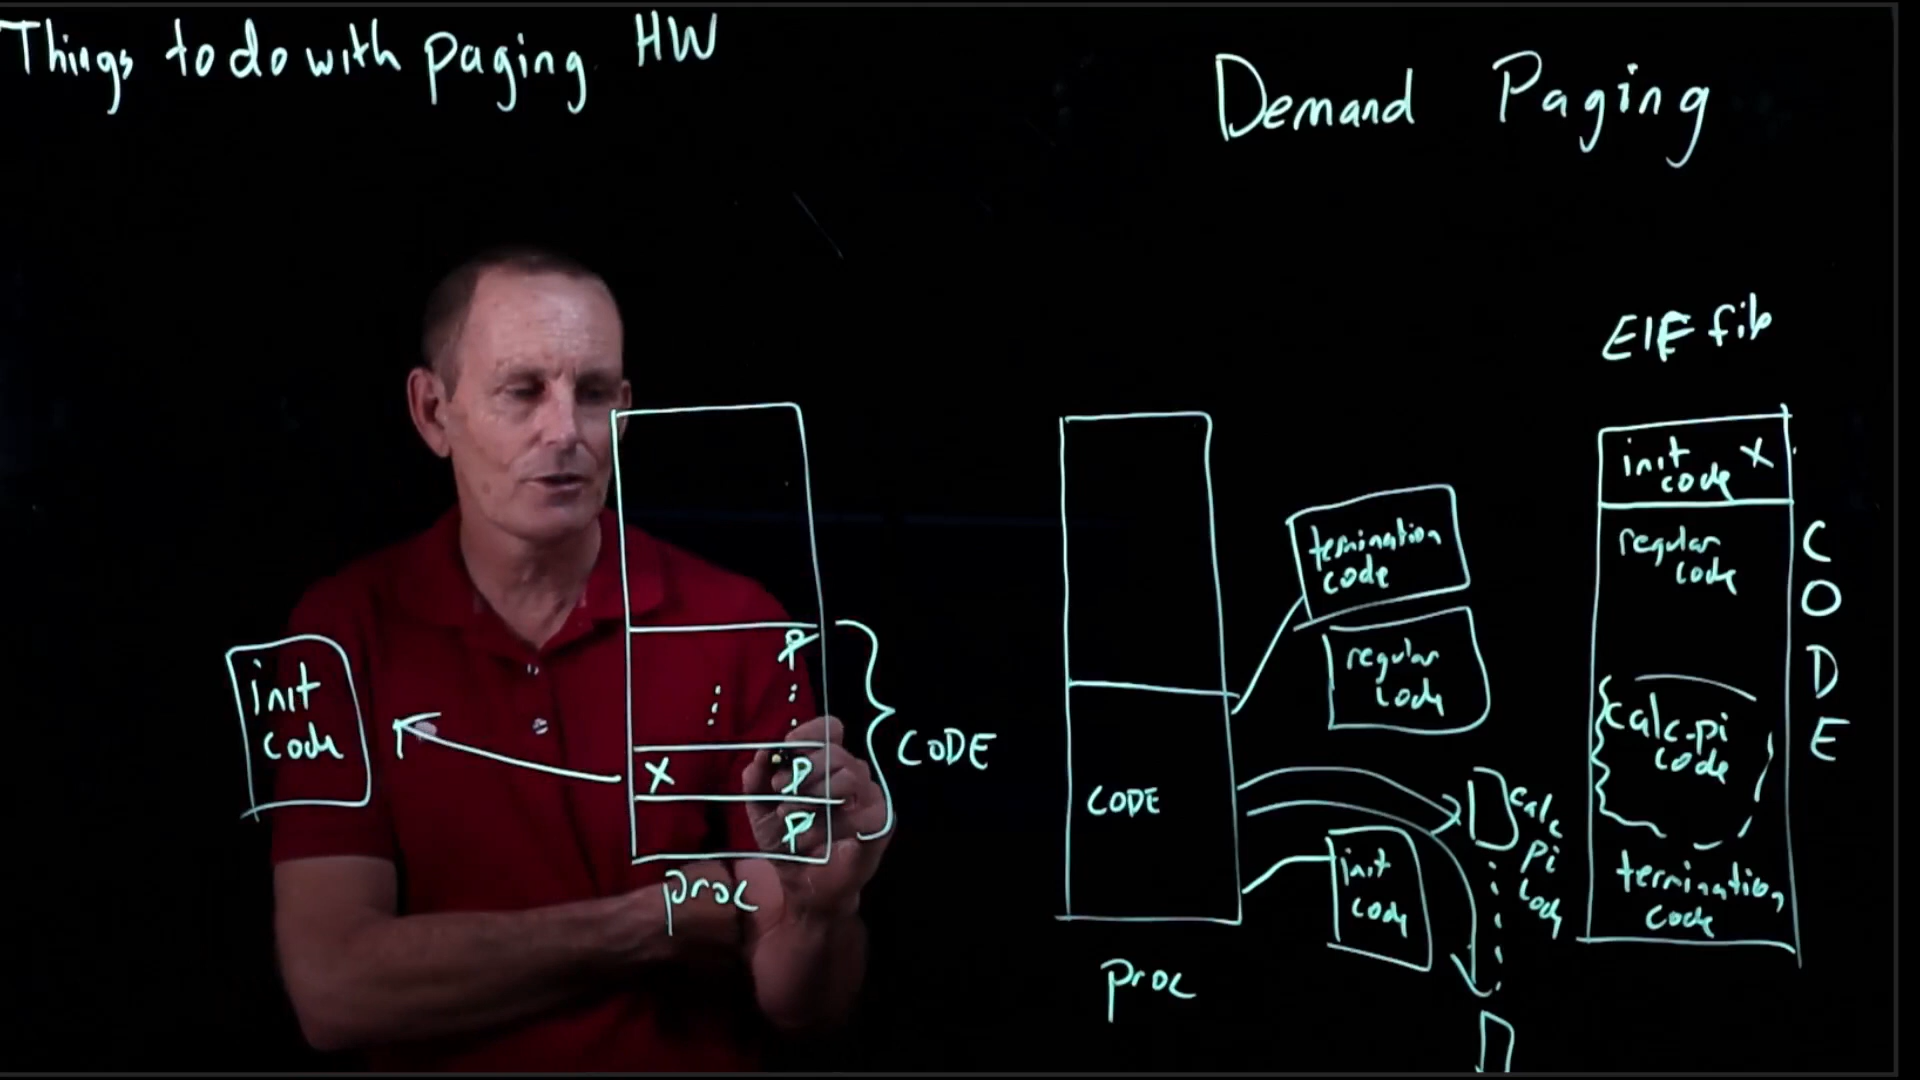 Things to do with paging HW
Demand Paging
ElF file
init
code X
regular
code
calc-pi
code
termination
code
CODE
termination
code
regular
code
CODE
calc
pi
code
init
code
proc
init
code
P
X P
P
CODE
proc